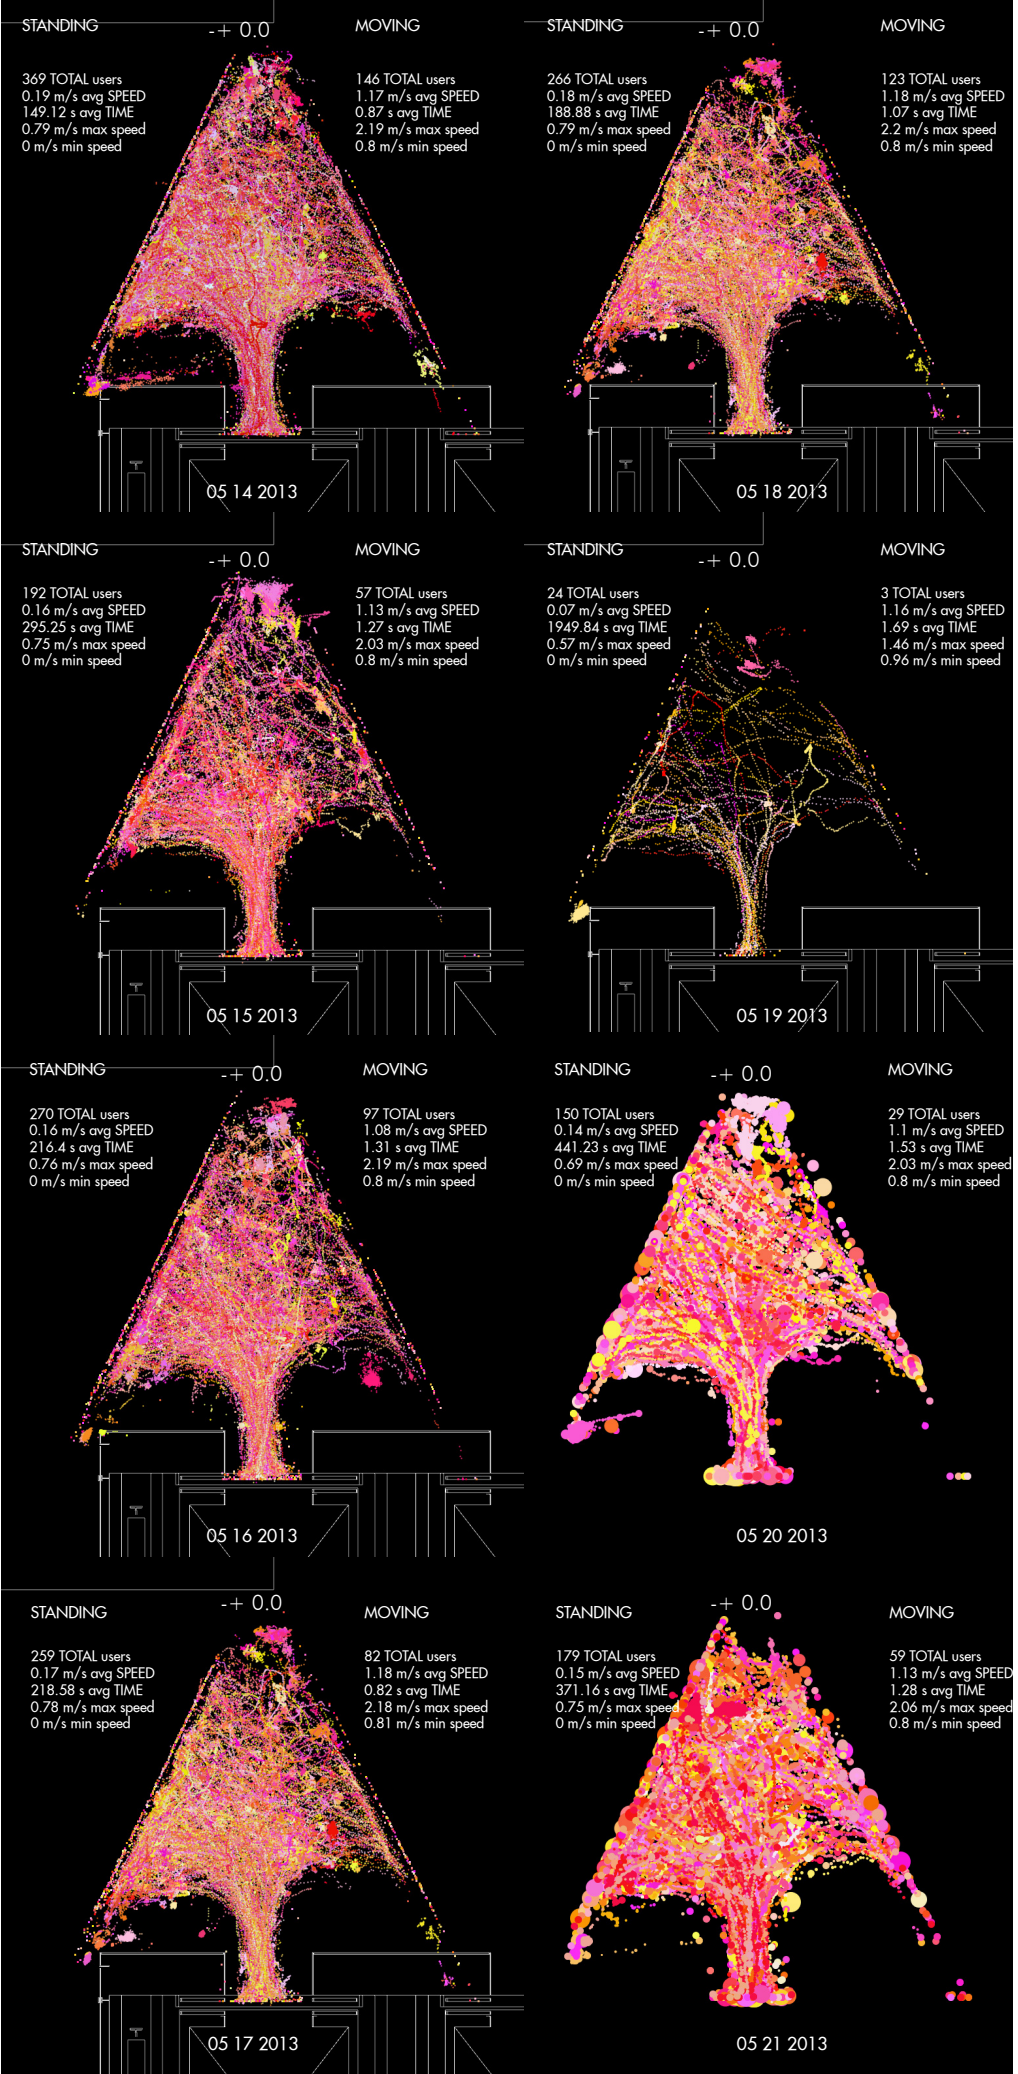 STANDING
-+ 0.0
MOVING
369 TOTAL users
0.19 m/s avg SPEED
149.12 s avg TIME
0.79 m/s max speed
0 m/s min speed
146 TOTAL users
1.17 m/s avg SPEED
0.87 s avg TIME
2.19 m/s max speed
0.8 m/s min speed
05 14 2013
STANDING
-+ 0.0
MOVING
266 TOTAL users
0.18 m/s avg SPEED
188.88 s avg TIME
0.79 m/s max speed
0 m/s min speed
123 TOTAL users
1.18 m/s avg SPEED
1.07 s avg TIME
2.2 m/s max speed
0.8 m/s min speed
05 18 2013
STANDING
-+ 0.0
MOVING
192 TOTAL users
0.16 m/s avg SPEED
295.25 s avg TIME
0.75 m/s max speed
0 m/s min speed
57 TOTAL users
1.13 m/s avg SPEED
1.27 s avg TIME
2.03 m/s max speed
0.8 m/s min speed
05 15 2013
STANDING
-+ 0.0
MOVING
24 TOTAL users
0.07 m/s avg SPEED
1949.84 s avg TIME
0.57 m/s max speed
0 m/s min speed
3 TOTAL users
1.16 m/s avg SPEED
1.69 s avg TIME
1.46 m/s max speed
0.96 m/s min speed
05 19 2013
STANDING
-+ 0.0
MOVING
270 TOTAL users
0.16 m/s avg SPEED
216.4 s avg TIME
0.76 m/s max speed
0 m/s min speed
97 TOTAL users
1.08 m/s avg SPEED
1.31 s avg TIME
2.19 m/s max speed
0.8 m/s min speed
05 16 2013
STANDING
-+ 0.0
MOVING
150 TOTAL users
0.14 m/s avg SPEED
441.23 s avg TIME
0.69 m/s max speed
0 m/s min speed
29 TOTAL users
1.1 m/s avg SPEED
1.53 s avg TIME
2.03 m/s max speed
0.8 m/s min speed
05 20 2013
STANDING
-+ 0.0
MOVING
259 TOTAL users
0.17 m/s avg SPEED
218.58 s avg TIME
0.78 m/s max speed
0 m/s min speed
82 TOTAL users
1.18 m/s avg SPEED
0.82 s avg TIME
2.18 m/s max speed
0.81 m/s min speed
05 17 2013
STANDING
-+ 0.0
MOVING
179 TOTAL users
0.15 m/s avg SPEED
371.16 s avg TIME
0.75 m/s max speed
0 m/s min speed
59 TOTAL users
1.13 m/s avg SPEED
1.28 s avg TIME
2.06 m/s max speed
0.8 m/s min speed
05 21 2013